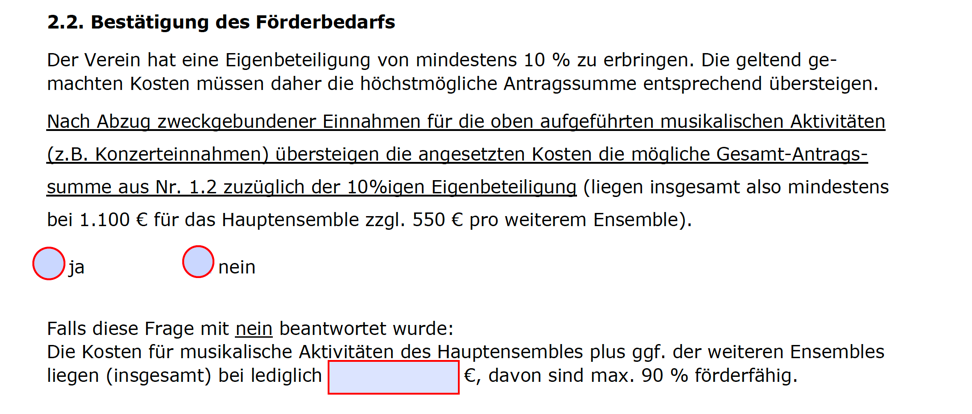 2.2. Bestätigung des Förderbedarfs
Der Verein hat eine Eigenbeteiligung von mindestens 10 % zu erbringen. Die geltend ge-
machten Kosten müssen daher die höchstmögliche Antragssumme entsprechend übersteigen.
Nach Abzug zweckgebundener Einnahmen für die oben aufgeführten musikalischen Aktivitäten
(z.B. Konzerteinnahmen) übersteigen die angesetzten Kosten die mögliche Gesamt-Antrags-
summe aus Nr. 1.2 zuzüglich der 10%igen Eigenbeteiligung (liegen insgesamt also mindestens
bei 1.100 € für das Hauptensemble zzgl. 550 € pro weiterem Ensemble).
ja nein
Falls diese Frage mit nein beantwortet wurde:
Die Kosten für musikalische Aktivitäten des Hauptensembles plus ggf. der weiteren Ensembles
liegen (insgesamt) bei lediglich €, davon sind max. 90 % förderfähig.